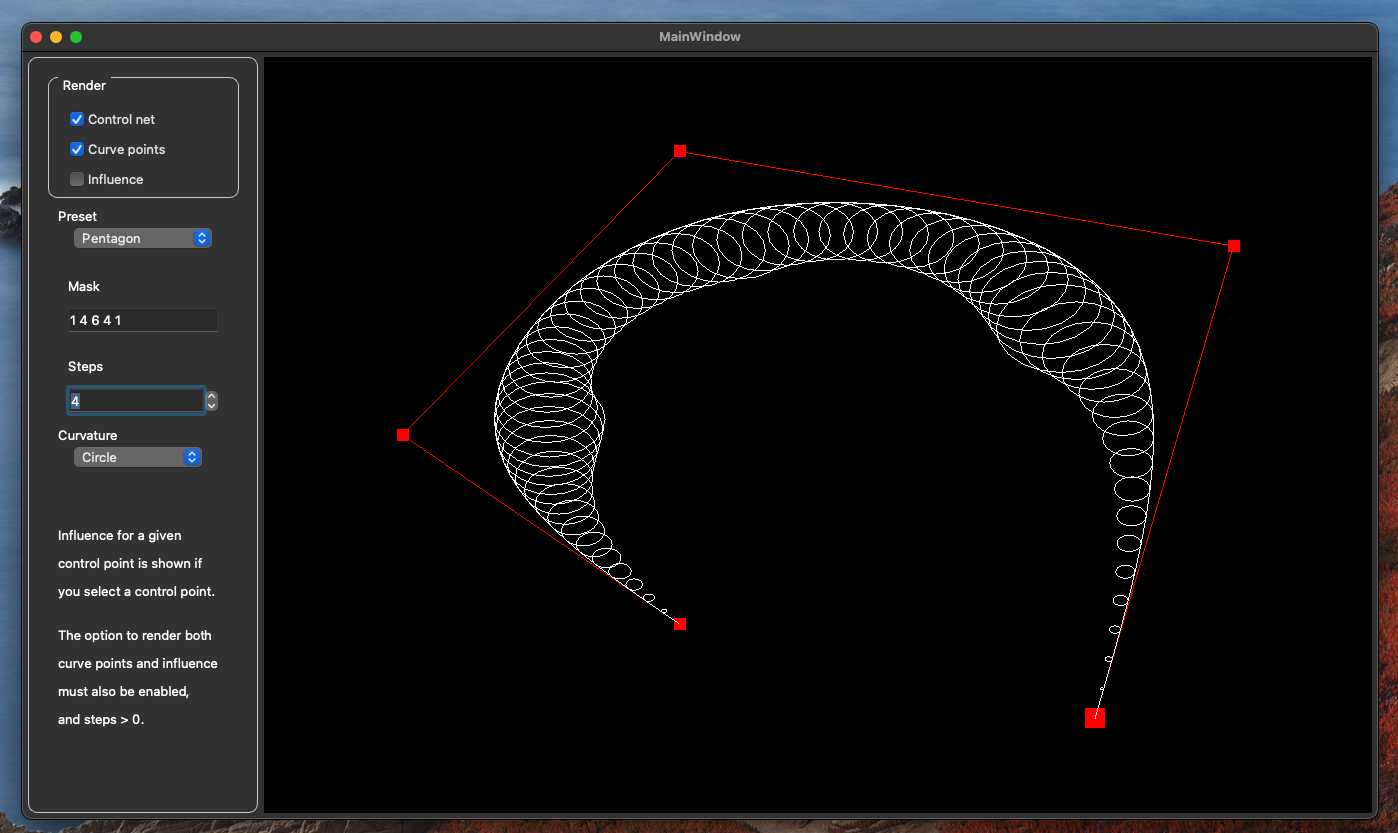 MainWindow
Render
Control net
Curve points
Influence
Preset
Pentagon
Mask
1 4 6 4 1
Steps
4
Curvature
Circle
Influence for a given
control point is shown if
you select a control point.
The option to render both
curve points and influence
must also be enabled,
and steps > 0.